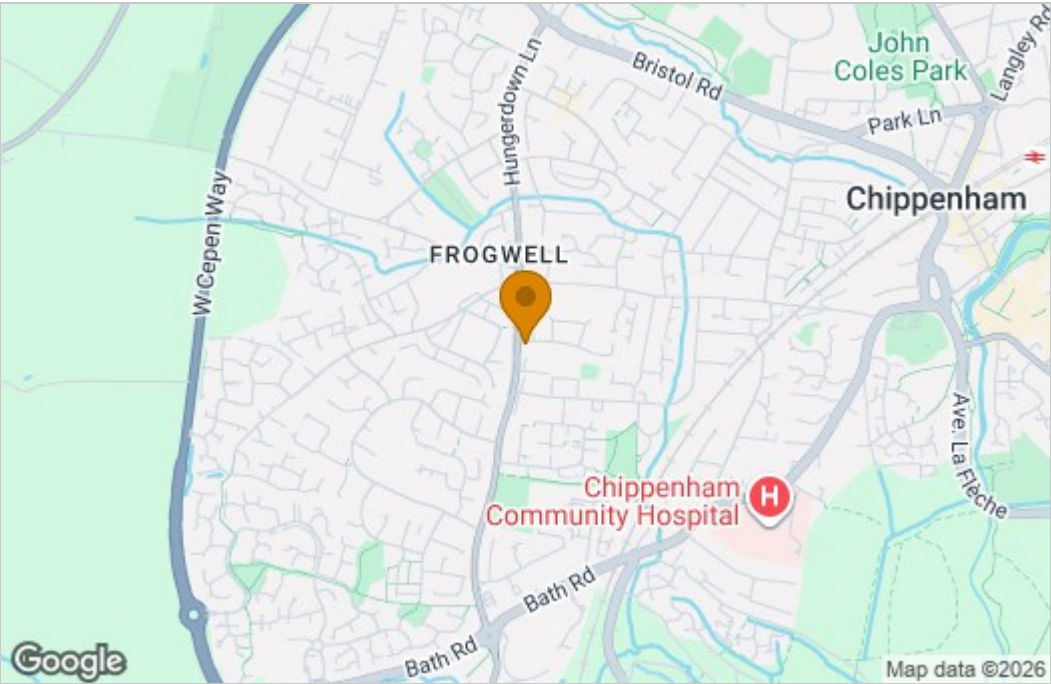 John
Coles Park
Langley Rd
Hungerdown Ln
Bristol Rd
Park Ln
W Cepen Way
Chippenham
FROGWELL
Ave. La Flèche
Chippenham
Community Hospital
H
Bath Rd
Bath Rd
Google
Map data ©2026